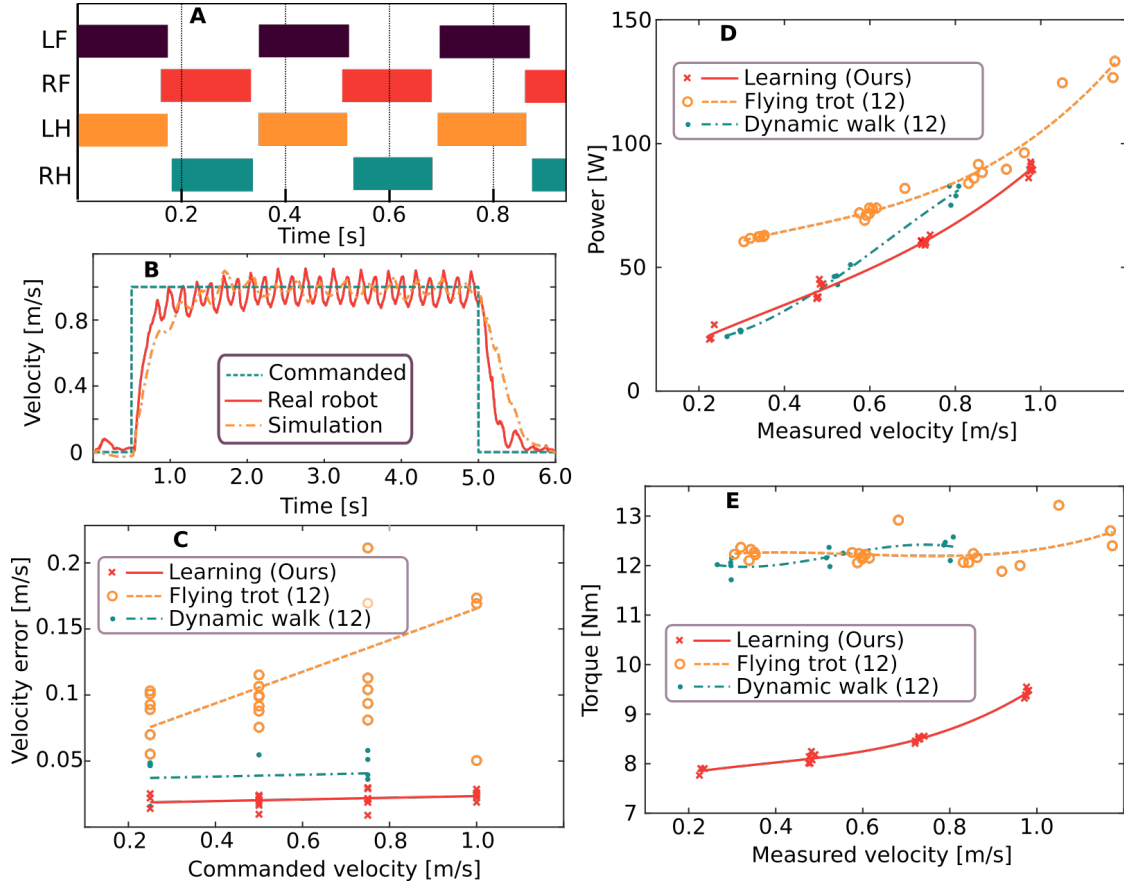 A
LF
RF
LH
RH
0.2
0.4
0.6
0.8
Time [s]
B
Velocity [m/s]
0.8
0.4
0
Commanded
Real robot
Simulation
1.0
2.0
3.0
4.0
5.0
6.0
Time [s]
C
Velocity error [m/s]
0.2
0.15
0.1
0.05
Learning (Ours)
Flying trot (12)
Dynamic walk (12)
0.2
0.4
0.6
0.8
1.0
Commanded velocity [m/s]
D
Power [W]
150
100
50
0
Learning (Ours)
Flying trot (12)
Dynamic walk (12)
0.2
0.4
0.6
0.8
1.0
Measured velocity [m/s]
E
Torque [Nm]
13
12
11
10
9
8
7
Learning (Ours)
Flying trot (12)
Dynamic walk (12)
0.2
0.4
0.6
0.8
1.0
Measured velocity [m/s]